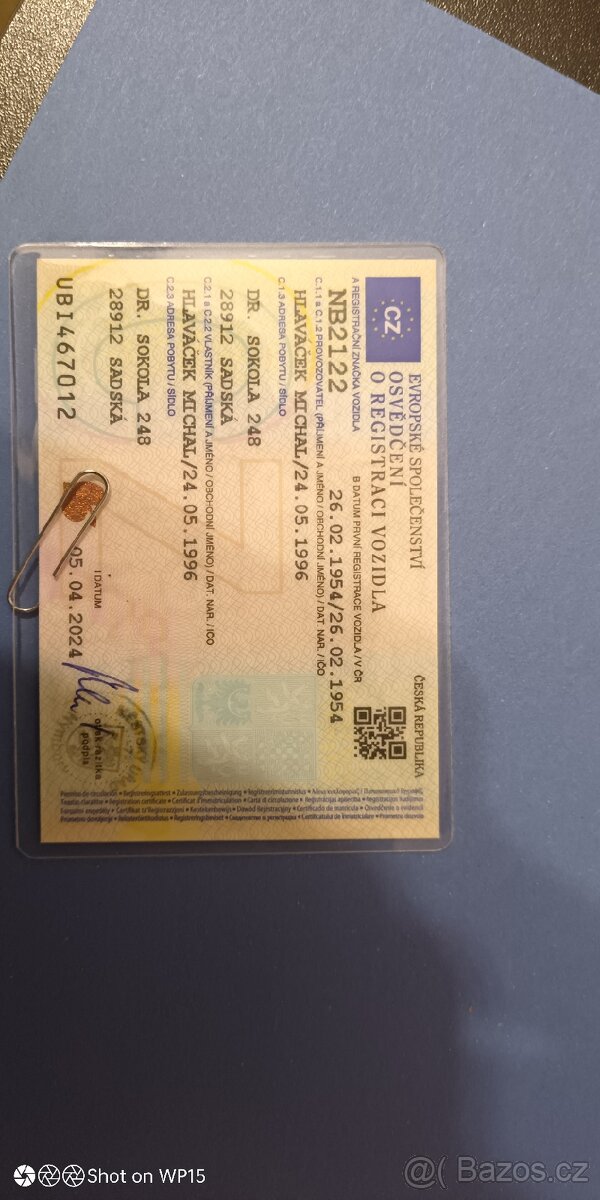 EVROPSKÉ SPOLEČENSTVÍ
ČESKÁ REPUBLIKA
CZ
OSVĚDČENÍ
O REGISTRACI VOZIDLA
A REGISTRAČNÍ ZNAČKA VOZIDLA
B DATUM PRVNÍ REGISTRACE VOZIDLA / V ČR
NB2122
26.02.1954/26.02.1954
C.1.1 a C.1.2 PROVOZOVATEL (PŘÍJMENÍ A JMÉNO / OBCHODNÍ JMÉNO) / DAT. NAR. / IČO
HLAVÁČEK MICHAL/24.05.1996
C.1.3 ADRESA POBYTU / SÍDLO
DR. SOKOLA 248
28912 SADSKÁ
C.2.1 a C.2.2 VLASTNÍK (PŘÍJMENÍ A JMÉNO / OBCHODNÍ JMÉNO) / DAT. NAR. / IČO
HLAVÁČEK MICHAL/24.05.1996
C.2.3 ADRESA POBYTU / SÍDLO
DR. SOKOLA 248
28912 SADSKÁ
I DATUM
05.04.2024
otisk razítka
podpis
UBI467012
Shot on WP15
Bazos.cz